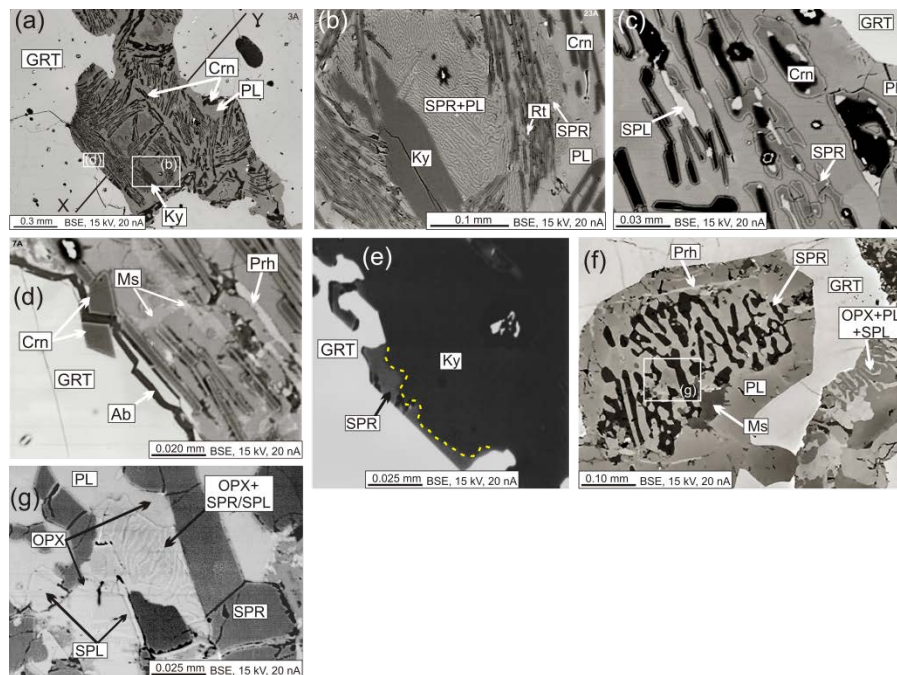 (a)
Y
3A
GRT
Crn
PL
(d)
(b)
X
Ky
0.3 mm BSE, 15 kV, 20 nA
(b)
23A
Crn
SPR+PL
Rt
SPR
Ky
PL
0.1 mm BSE, 15 kV, 20 nA
(c)
GRT
Crn
PL
SPL
SPR
0.03 mm BSE, 15 kV, 20 nA
7A
Prh
Ms
(d)
Crn
GRT
Ab
0.020 mm BSE, 15 kV, 20 nA
(e)
GRT
Ky
SPR
0.025 mm BSE, 15 kV, 20 nA
(f)
Prh
SPR
GRT
OPX+PL
+SPL
(g)
PL
Ms
0.10 mm BSE, 15 kV, 20 nA
(g)
PL
OPX+
SPR/SPL
OPX
SPR
SPL
0.025 mm BSE, 15 kV, 20 nA